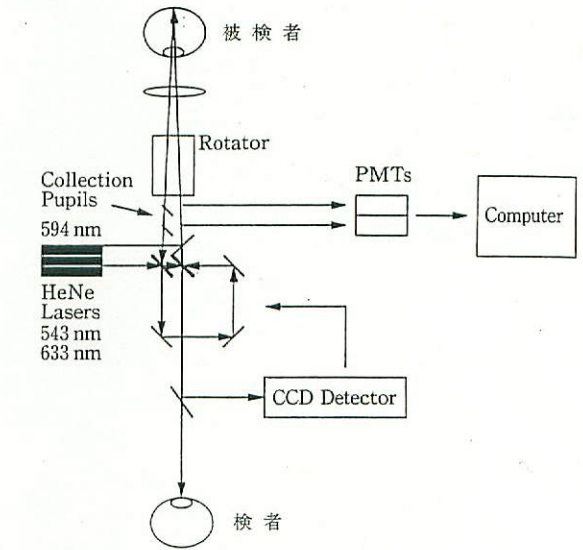 被検者
Rotator
Collection
Pupils
PMTs
Computer
594 nm
HeNe
Lasers
543 nm
633 nm
CCD Detector
検者